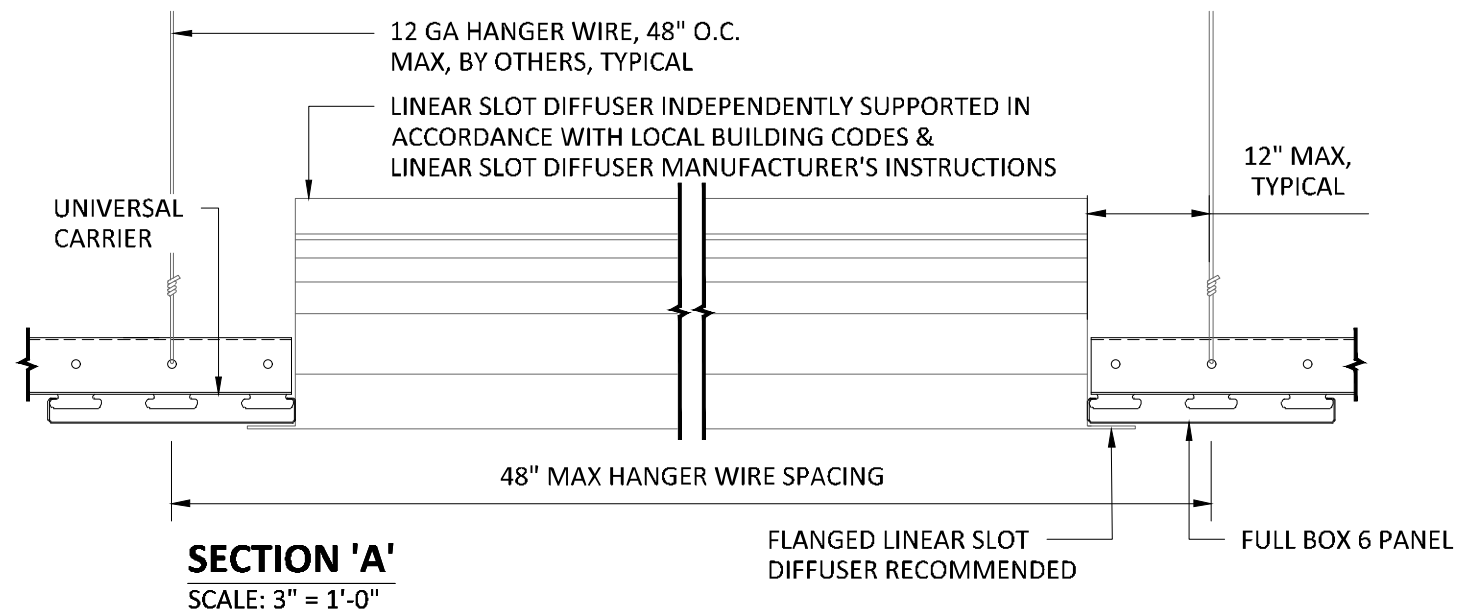 12 GA HANGER WIRE, 48" O.C.
MAX, BY OTHERS, TYPICAL
LINEAR SLOT DIFFUSER INDEPENDENTLY SUPPORTED IN
ACCORDANCE WITH LOCAL BUILDING CODES &
LINEAR SLOT DIFFUSER MANUFACTURER'S INSTRUCTIONS
12" MAX,
TYPICAL
UNIVERSAL
CARRIER
48" MAX HANGER WIRE SPACING
FLANGED LINEAR SLOT
DIFFUSER RECOMMENDED
FULL BOX 6 PANEL
SECTION 'A'
SCALE: 3" = 1'-0"